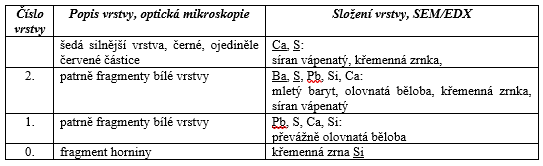 Číslo vrstvy
Popis vrstvy, optická mikroskopie
Složení vrstvy, SEM/EDX
šedá silnější vrstva, černé, ojediněle
červené částice
Ca, S:
síran vápenatý, křemenná zrnka,
2.
patrně fragmenty bílé vrstvy
Ba, S, Pb, Si, Ca:
mletý baryt, olovnatá běloba, křemenná zrnka,
síran vápenatý
1.
patrně fragmenty bílé vrstvy
Pb, S, Ca, Si:
převážně olovnatá běloba
0.
fragment horniny
křemenná zrna Si